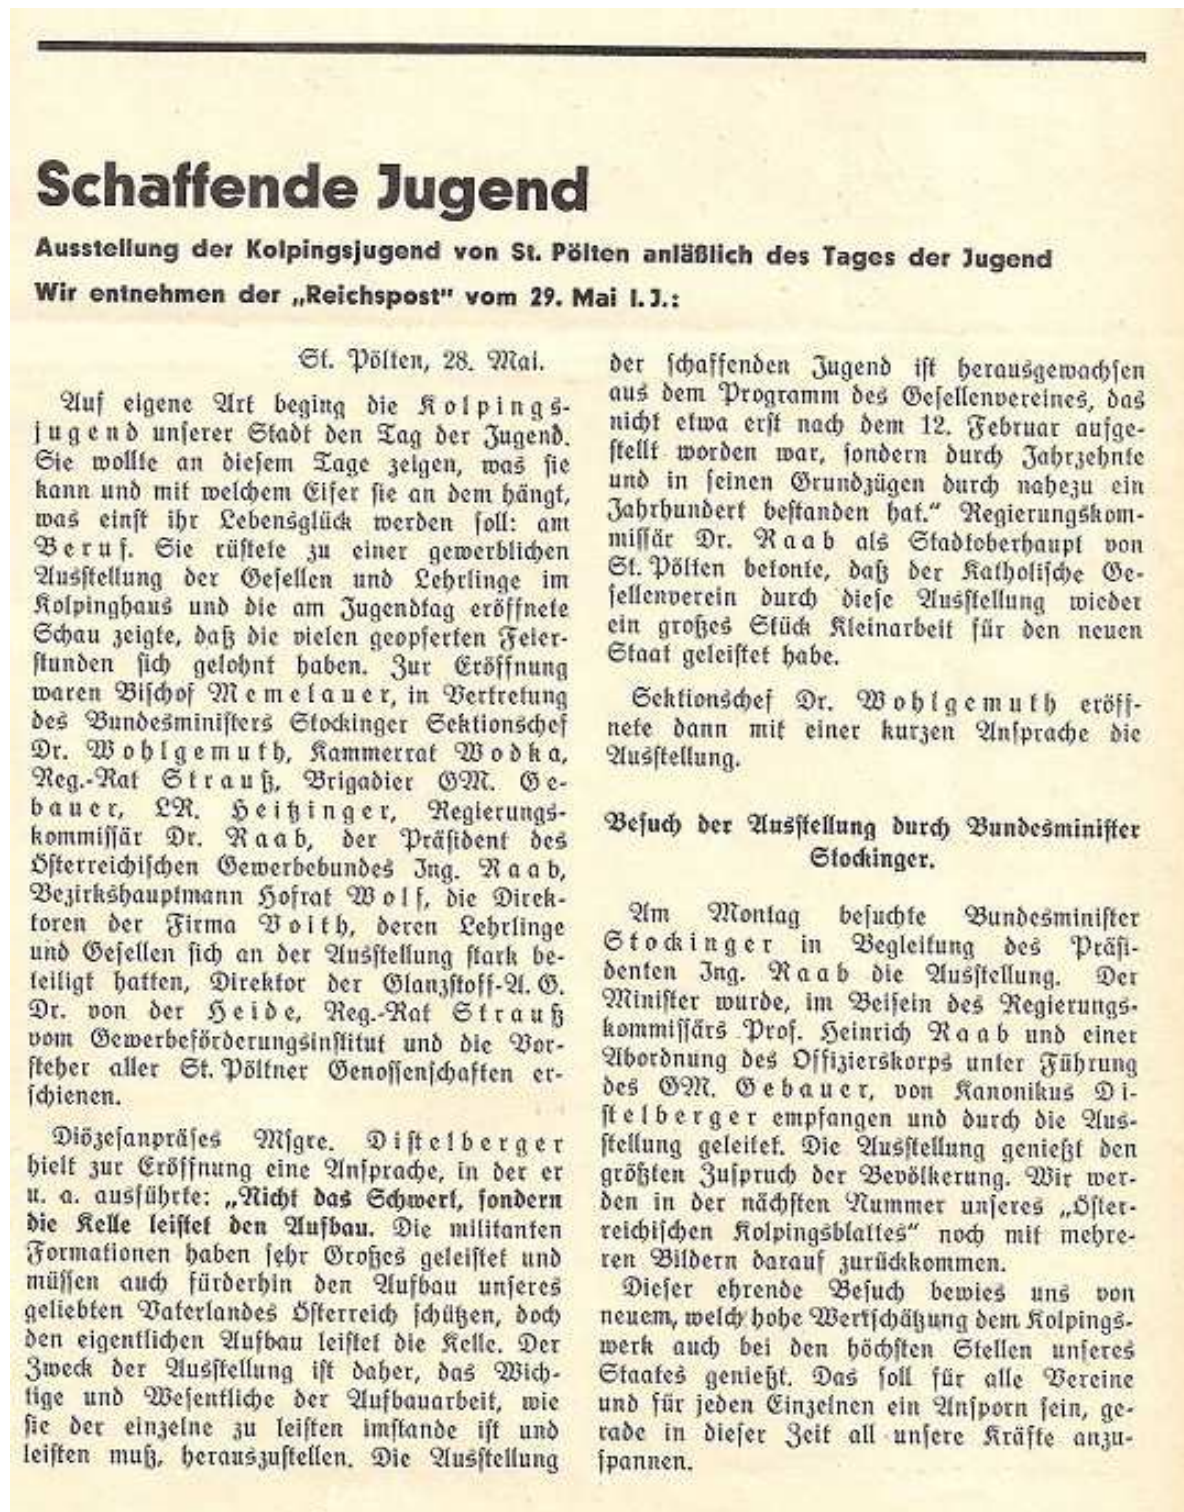 Schaffende Jugend
Ausstellung der Kolpingsjugend von St. Pölten anläßlich des Tages der Jugend
Wir entnehmen der „Reichspost“ vom 29. Mai l. J.:
St. Pölten, 28. Mai.
Auf eigene Art beging die Kolpings-
jugend unserer Stadt den Tag der Jugend.
Sie wollte an diesem Tage zeigen, was sie
kann und mit welchem Eifer sie an dem hängt,
was einst ihr Lebensglück werden soll: am
Beruf. Sie rüstete zu einer gewerblichen
Ausstellung der Gesellen und Lehrlinge im
Kolpinghaus und die am Jugendtag eröffnete
Schau zeigte, daß die vielen geopferten Feier-
stunden sich gelohnt haben. Zur Eröffnung
waren Bischof Memelauer, in Vertretung
des Bundesministers Stockinger Sektionschef
Dr. Wohlgemuth, Kammerrat Wodka,
Reg.-Rat Strauß, Brigadier GM. Ge-
bauer, LR. Heitzinger, Regierungs-
kommissär Dr. Raab, der Präsident des
Österreichischen Gewerbebundes Ing. Raab,
Bezirkshauptmann Hofrat Wolf, die Direk-
toren der Firma Voith, deren Lehrlinge
und Gesellen sich an der Ausstellung stark be-
teiligt hatten, Direktor der Glanzstoff-A. G.
Dr. von der Heide, Reg.-Rat Strauß
vom Gewerbeförderungsinstitut und die Vor-
steher aller St. Pöltner Genossenschaften er-
schienen.
Diözesanpräses Msgre. Distelberger
hielt zur Eröffnung eine Ansprache, in der er
u. a. ausführte: „Nicht das Schwert, sondern
die Kelle leistet den Aufbau. Die militanten
Formationen haben sehr Großes geleistet und
müssen auch fürderhin den Aufbau unseres
geliebten Vaterlandes Österreich schützen, doch
den eigentlichen Aufbau leistet die Kelle. Der
Zweck der Ausstellung ist daher, das Wich-
tige und Wesentliche der Aufbauarbeit, wie
sie der einzelne zu leisten imstande ist und
leisten muß, herauszustellen. Die Ausstellung
der schaffenden Jugend ist herausgewachsen
aus dem Programm des Gesellenvereines, das
nicht etwa erst nach dem 12. Februar aufge-
stellt worden war, sondern durch Jahrzehnte
und in seinen Grundzügen durch nahezu ein
Jahrhundert bestanden hat.“ Regierungskom-
missär Dr. Raab als Stadtoberhaupt von
St. Pölten betonte, daß der Katholische Ge-
sellenverein durch diese Ausstellung wieder
ein großes Stück Kleinarbeit für den neuen
Staat geleistet habe.
Sektionschef Dr. Wohlgemuth eröff-
nete dann mit einer kurzen Ansprache die
Ausstellung.
Besuch der Ausstellung durch Bundesminister
Stockinger.
Am Montag besuchte Bundesminister
Stockinger in Begleitung des Präsi-
denten Ing. Raab die Ausstellung. Der
Minister wurde, im Beisein des Regierungs-
kommissärs Prof. Heinrich Raab und einer
Abordnung des Offizierskorps unter Führung
des GM. Gebauer, von Kanonikus Di-
stelberger empfangen und durch die Aus-
stellung geleitet. Die Ausstellung genießt den
größten Zuspruch der Bevölkerung. Wir wer-
den in der nächsten Nummer unseres „Öster-
reichischen Kolpingsblattes“ noch mit mehre-
ren Bildern darauf zurückkommen.
Dieser ehrende Besuch bewies uns von
neuem, welch hohe Wertschätzung dem Kolpings-
werk auch bei den höchsten Stellen unseres
Staates genießt. Das soll für alle Vereine
und für jeden Einzelnen ein Ansporn sein, ge-
rade in dieser Zeit all unsere Kräfte anzu-
spannen.